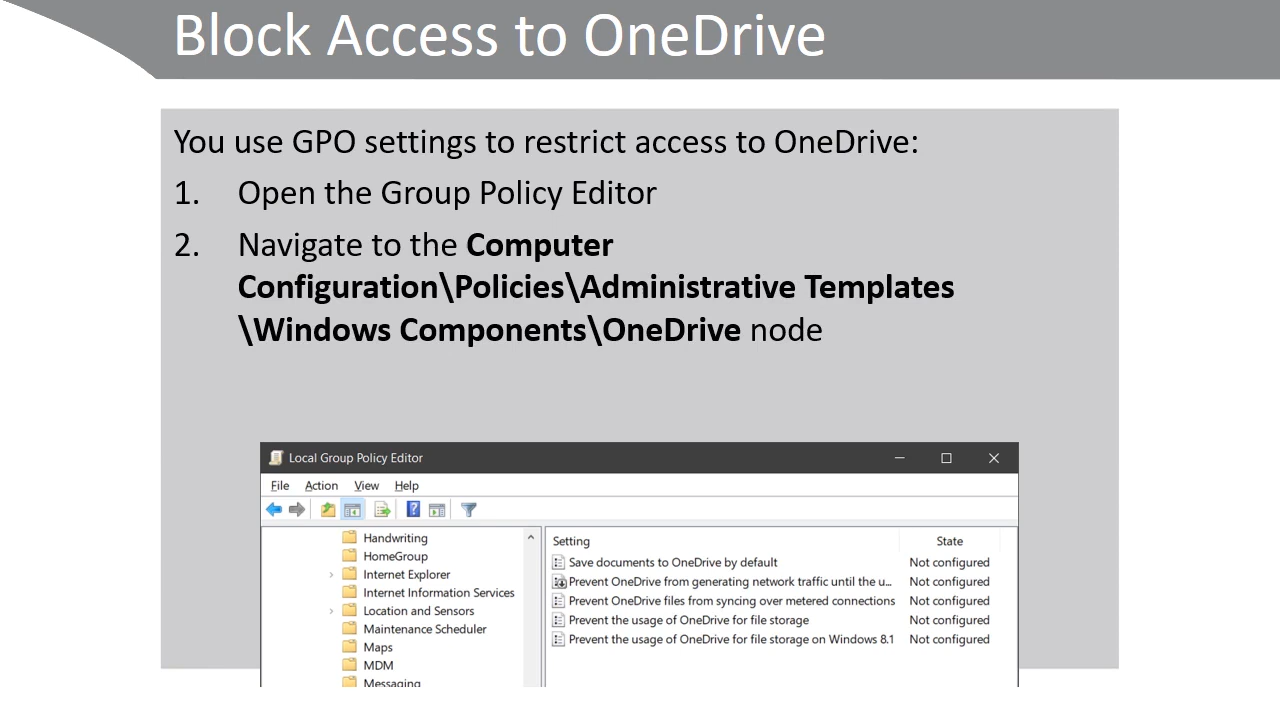 Block Access to OneDrive
You use GPO settings to restrict access to OneDrive:
1. Open the Group Policy Editor
2. Navigate to the Computer
Configuration\Policies\Administrative Templates
\Windows Components\OneDrive node
Local Group Policy Editor
File Action View Help
Handwriting
HomeGroup
Internet Explorer
Internet Information Services
Location and Sensors
Maintenance Scheduler
Maps
MDM
Messaging
Setting State
Save documents to OneDrive by default Not configured
Prevent OneDrive from generating network traffic until the u... Not configured
Prevent OneDrive files from syncing over metered connections Not configured
Prevent the usage of OneDrive for file storage Not configured
Prevent the usage of OneDrive for file storage on Windows 8.1 Not configured